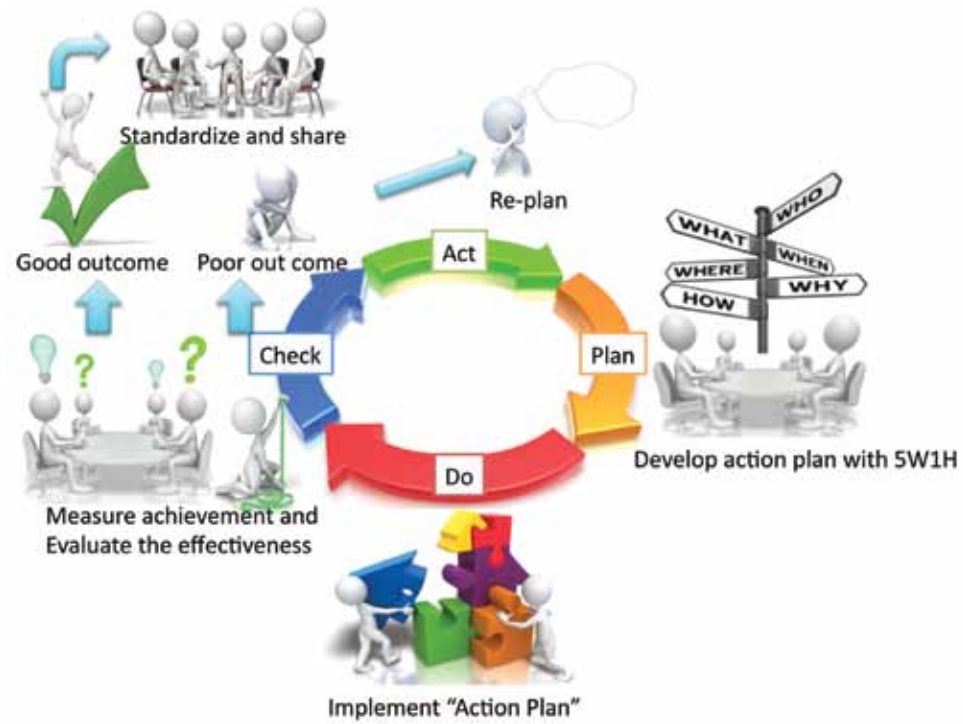 Standardize and share
Re-plan
Good outcome
Poor out come
Act
WHO
WHAT
WHEN
WHERE
WHY
HOW
Check
Plan
Do
Develop action plan with 5W1H
Measure achievement and
Evaluate the effectiveness
Implement “Action Plan”